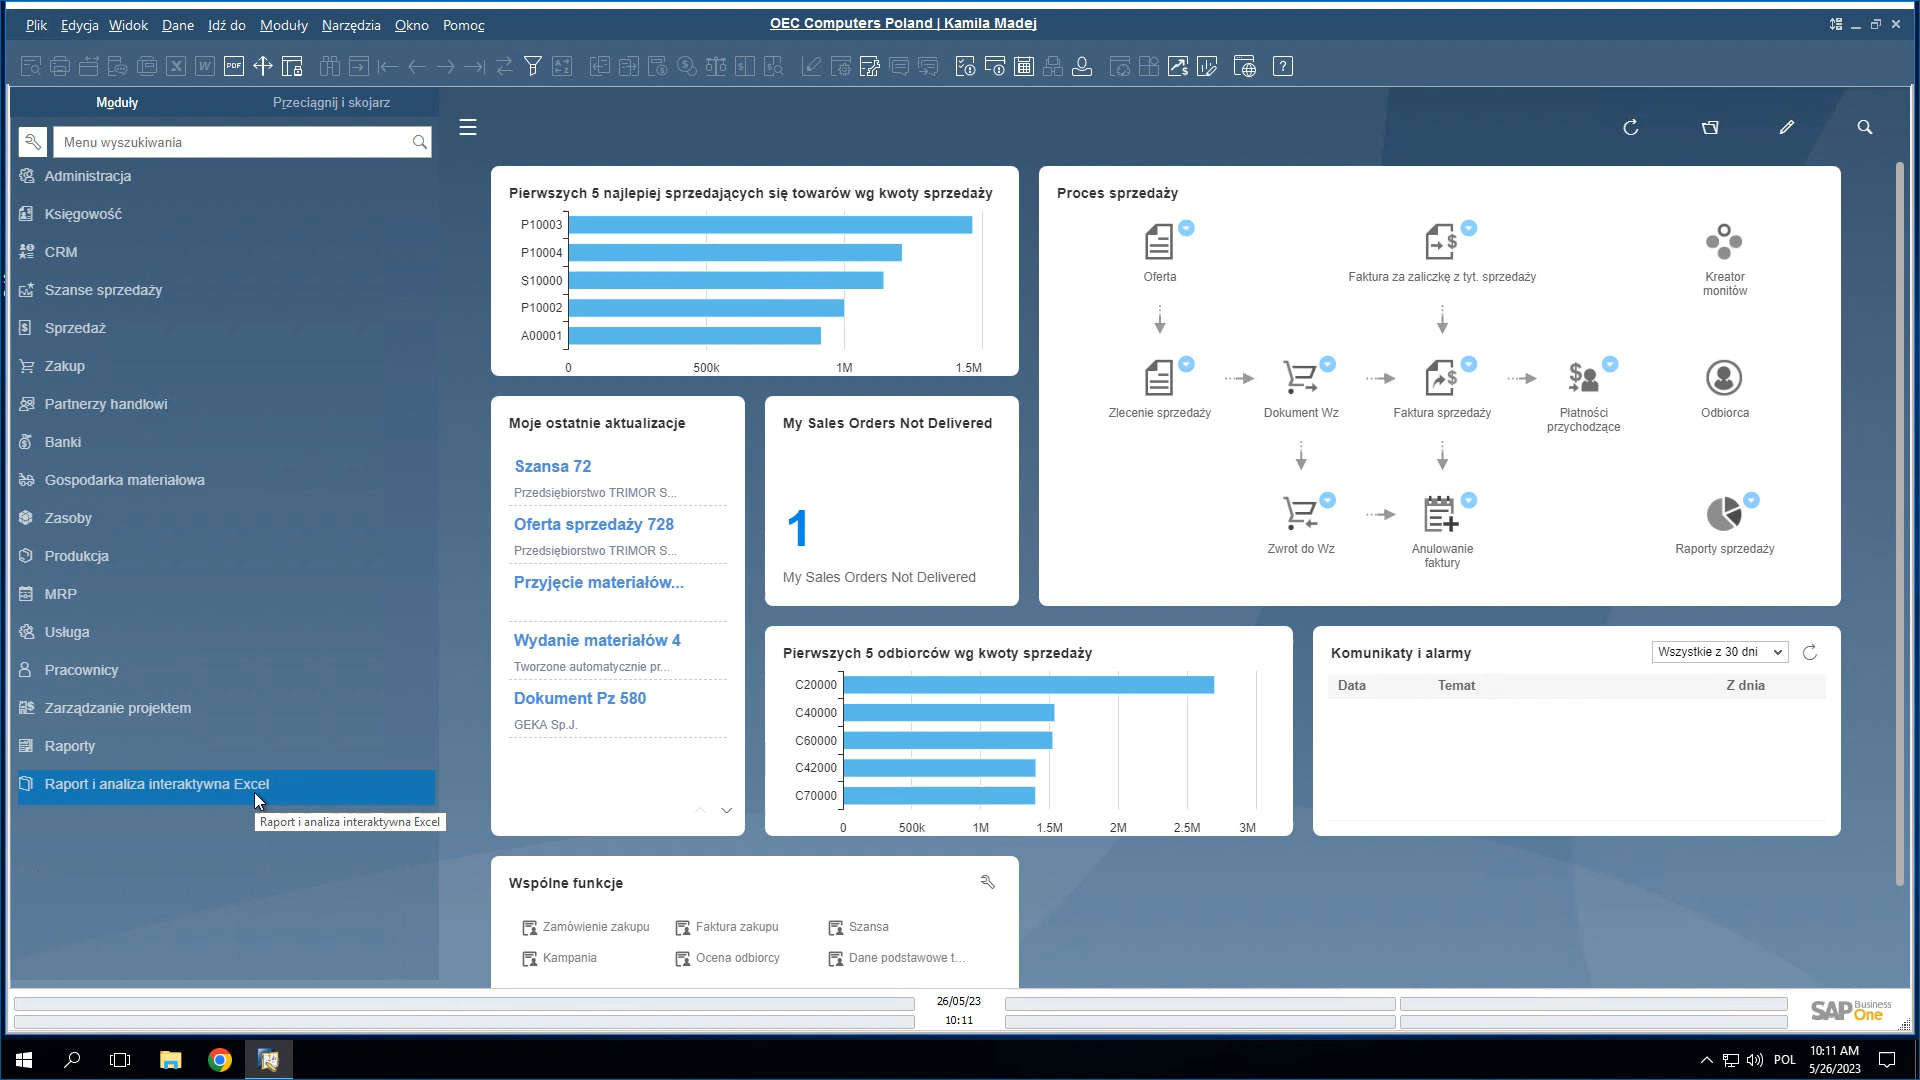 Plik Edycja Widok Dane Idź do Moduły Narzędzia Okno Pomoc
OEC Computers Poland | Kamila Madej
Moduły
Przeciągnij i skojarz
Menu wyszukiwania
Administracja
Księgowość
CRM
Szanse sprzedaży
Sprzedaż
Zakup
Partnerzy handlowi
Banki
Gospodarka materiałowa
Zasoby
Produkcja
MRP
Usługa
Pracownicy
Zarządzanie projektem
Raporty
Raport i analiza interaktywna Excel
Raport i analiza interaktywna Excel
Pierwszych 5 najlepiej sprzedających się towarów wg kwoty sprzedaży
P10003
P10004
S10000
P10002
A00001
0 500k 1M 1.5M
Proces sprzedaży
Oferta
Faktura za zaliczkę z tyt. sprzedaży
Kreator
monitów
Zlecenie sprzedaży
Dokument Wz
Faktura sprzedaży
Płatności
przychodzące
Odbiorca
Zwrot do Wz
Anulowanie
faktury
Raporty sprzedaży
Moje ostatnie aktualizacje
Szansa 72
Przedsiębiorstwo TRIMOR S...
Oferta sprzedaży 728
Przedsiębiorstwo TRIMOR S...
Przyjęcie materiałów...
Wydanie materiałów 4
Tworzone automatycznie pr...
Dokument Pz 580
GEKA Sp.J.
My Sales Orders Not Delivered
1
My Sales Orders Not Delivered
Pierwszych 5 odbiorców wg kwoty sprzedaży
C20000
C40000
C60000
C42000
C70000
0 500k 1M 1.5M 2M 2.5M 3M
Komunikaty i alarmy
Wszystkie z 30 dni
Data Temat Z dnia
Wspólne funkcje
Zamówienie zakupu
Faktura zakupu
Szansa
Kampania
Ocena odbiorcy
Dane podstawowe t...
26/05/23
10:11
SAP Business One
POL
10:11 AM
5/26/2023